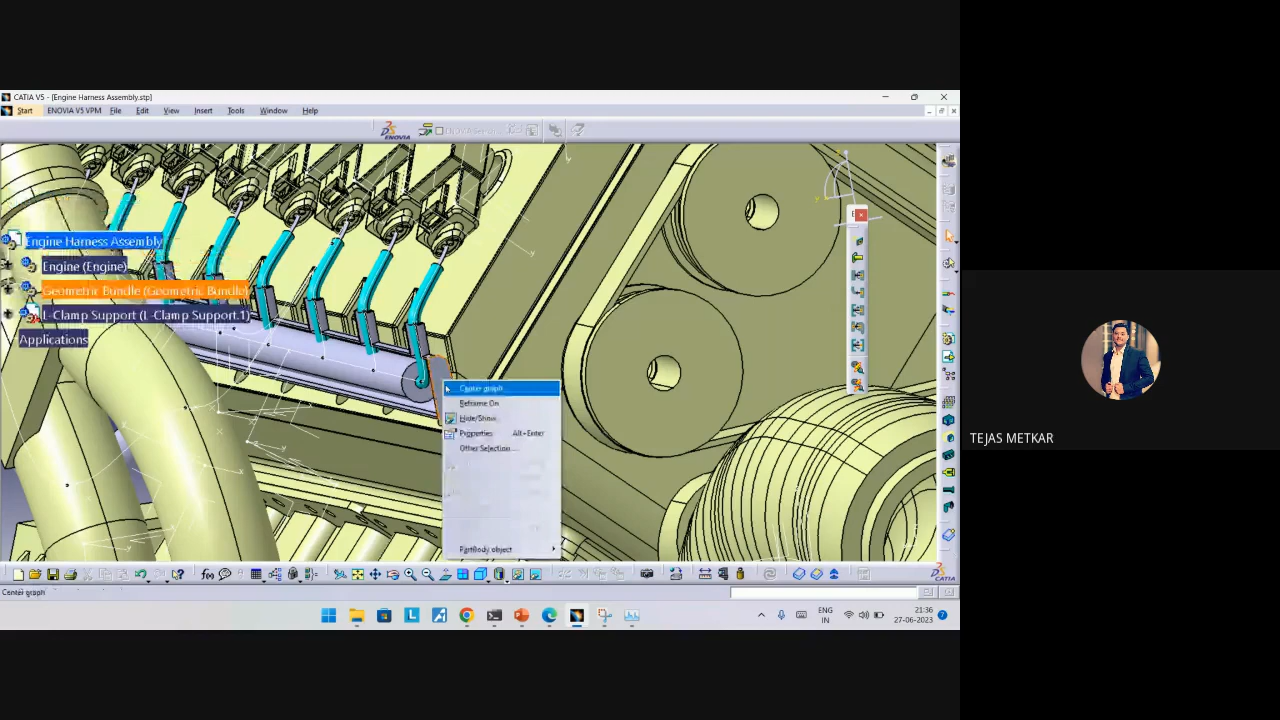 CATIA V5 - [Engine Harness Assembly.stp]
Start ENOVIA V5 VPM File Edit View Insert Tools Window Help
ENOVIA
Engine Harness Assembly
Engine (Engine)
Geometric Bundle (Geometric Bundle)
L-Clamp Support (L -Clamp Support.1)
Applications
Center graph
Reframe On
Hide/Show
Properties Alt+Enter
Other Selection...
PartBody object
TEJAS METKAR
CATIA
Center graph
ENG
IN
21:36
27-06-2023